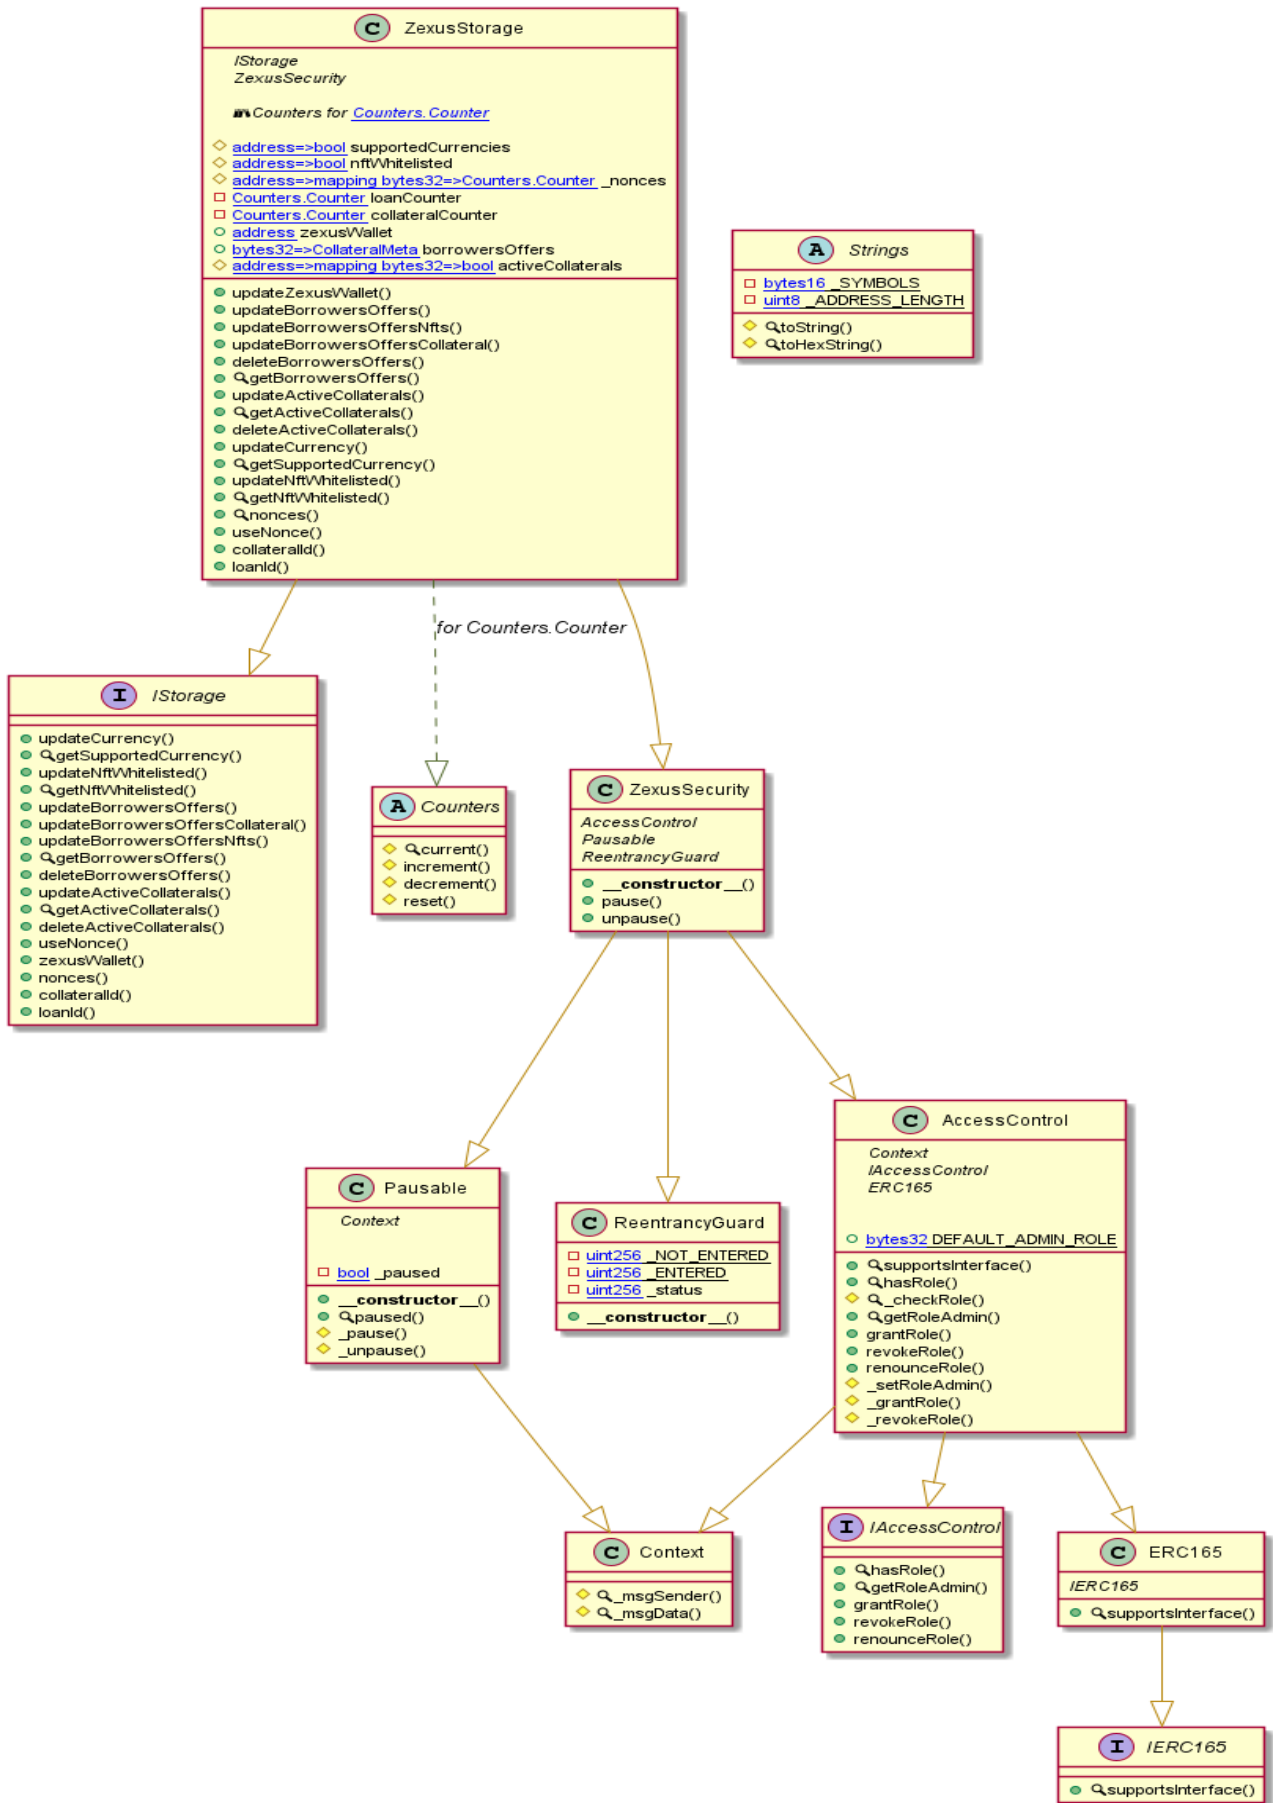 C ZexusStorage
IStorage
ZexusSecurity
Counters for Counters.Counter
address=>bool supportedCurrencies
address=>bool nftWhitelisted
address=>mapping bytes32=>Counters.Counter _nonces
Counters.Counter loanCounter
Counters.Counter collateralCounter
address zexusWallet
bytes32=>CollateralMeta borrowersOffers
address=>mapping bytes32=>bool activeCollaterals
updateZexusWallet()
updateBorrowersOffers()
updateBorrowersOffersNfts()
updateBorrowersOffersCollateral()
deleteBorrowersOffers()
getBorrowersOffers()
updateActiveCollaterals()
getActiveCollaterals()
deleteActiveCollaterals()
updateCurrency()
getSupportedCurrency()
updateNftWhitelisted()
getNftWhitelisted()
nonces()
useNonce()
collateralId()
loanId()
A Strings
bytes16 _SYMBOLS
uint8 _ADDRESS_LENGTH
toString()
toHexString()
for Counters.Counter
I IStorage
updateCurrency()
getSupportedCurrency()
updateNftWhitelisted()
getNftWhitelisted()
updateBorrowersOffers()
updateBorrowersOffersCollateral()
updateBorrowersOffersNfts()
getBorrowersOffers()
deleteBorrowersOffers()
updateActiveCollaterals()
getActiveCollaterals()
deleteActiveCollaterals()
useNonce()
zexusWallet()
nonces()
collateralId()
loanId()
A Counters
current()
increment()
decrement()
reset()
C ZexusSecurity
AccessControl
Pausable
ReentrancyGuard
__constructor__()
pause()
unpause()
C Pausable
Context
bool _paused
__constructor__()
paused()
_pause()
_unpause()
C ReentrancyGuard
uint256 _NOT_ENTERED
uint256 _ENTERED
uint256 _status
__constructor__()
C AccessControl
Context
IAccessControl
ERC165
bytes32 DEFAULT_ADMIN_ROLE
supportsInterface()
hasRole()
_checkRole()
getRoleAdmin()
grantRole()
revokeRole()
renounceRole()
_setRoleAdmin()
_grantRole()
_revokeRole()
C Context
_msgSender()
_msgData()
I IAccessControl
hasRole()
getRoleAdmin()
grantRole()
revokeRole()
renounceRole()
C ERC165
IERC165
supportsInterface()
I IERC165
supportsInterface()